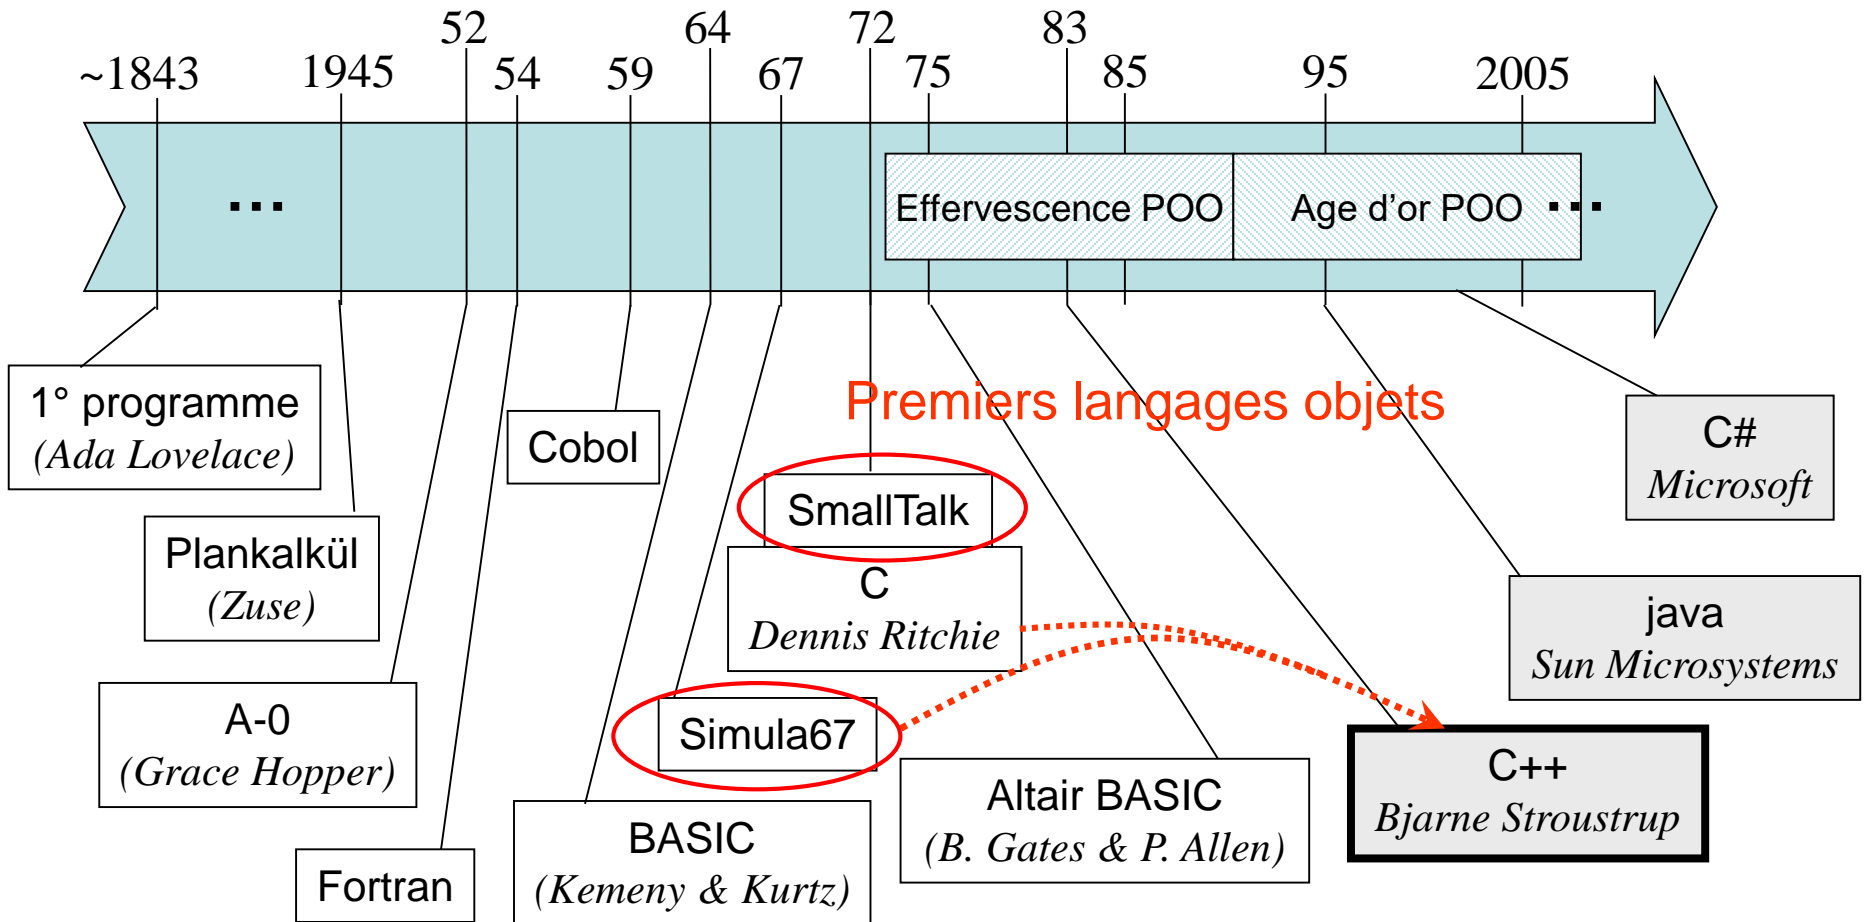 52
64
72
83
~1843
1945
54
59
67
75
85
95
2005
...
Effervescence POO
Age d’or POO
...
1° programme
(Ada Lovelace)
Premiers langages objets
C#
Microsoft
Cobol
SmallTalk
Plankalkül
(Zuse)
C
Dennis Ritchie
java
Sun Microsystems
A-0
(Grace Hopper)
Simula67
C++
Bjarne Stroustrup
Altair BASIC
(B. Gates & P. Allen)
BASIC
(Kemeny & Kurtz)
Fortran